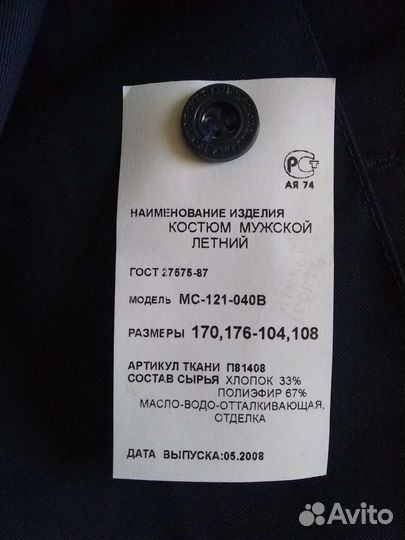 РСТ
АЯ 74
НАИМЕНОВАНИЕ ИЗДЕЛИЯ
КОСТЮМ МУЖСКОЙ
ЛЕТНИЙ
ГОСТ 27575-87
МОДЕЛЬ МС-121-040В
РАЗМЕРЫ 170,176-104,108
АРТИКУЛ ТКАНИ П81408
СОСТАВ СЫРЬЯ ХЛОПОК 33%
ПОЛИЭФИР 67%
МАСЛО-ВОДО-ОТТАЛКИВАЮЩАЯ,
ОТДЕЛКА
ДАТА ВЫПУСКА:05.2008
Avito